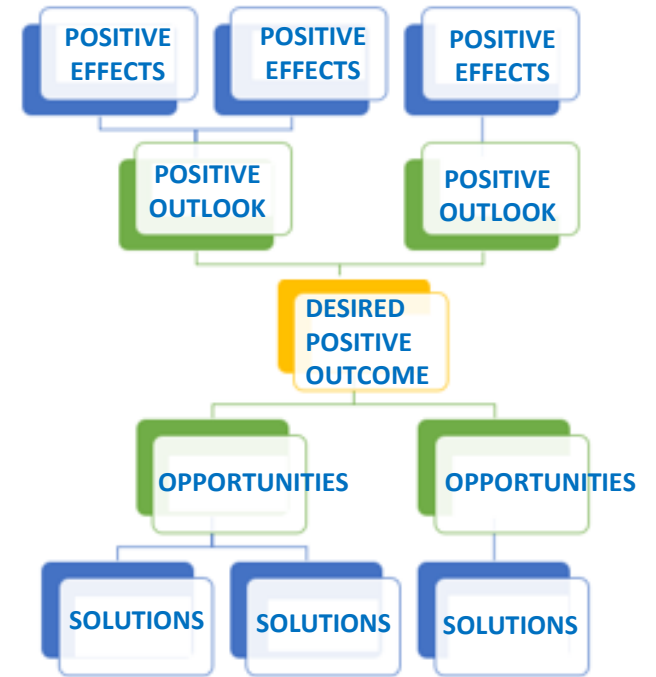 POSITIVE
EFFECTS
POSITIVE
EFFECTS
POSITIVE
EFFECTS
POSITIVE
OUTLOOK
POSITIVE
OUTLOOK
DESIRED
POSITIVE
OUTCOME
OPPORTUNITIES
OPPORTUNITIES
SOLUTIONS
SOLUTIONS
SOLUTIONS